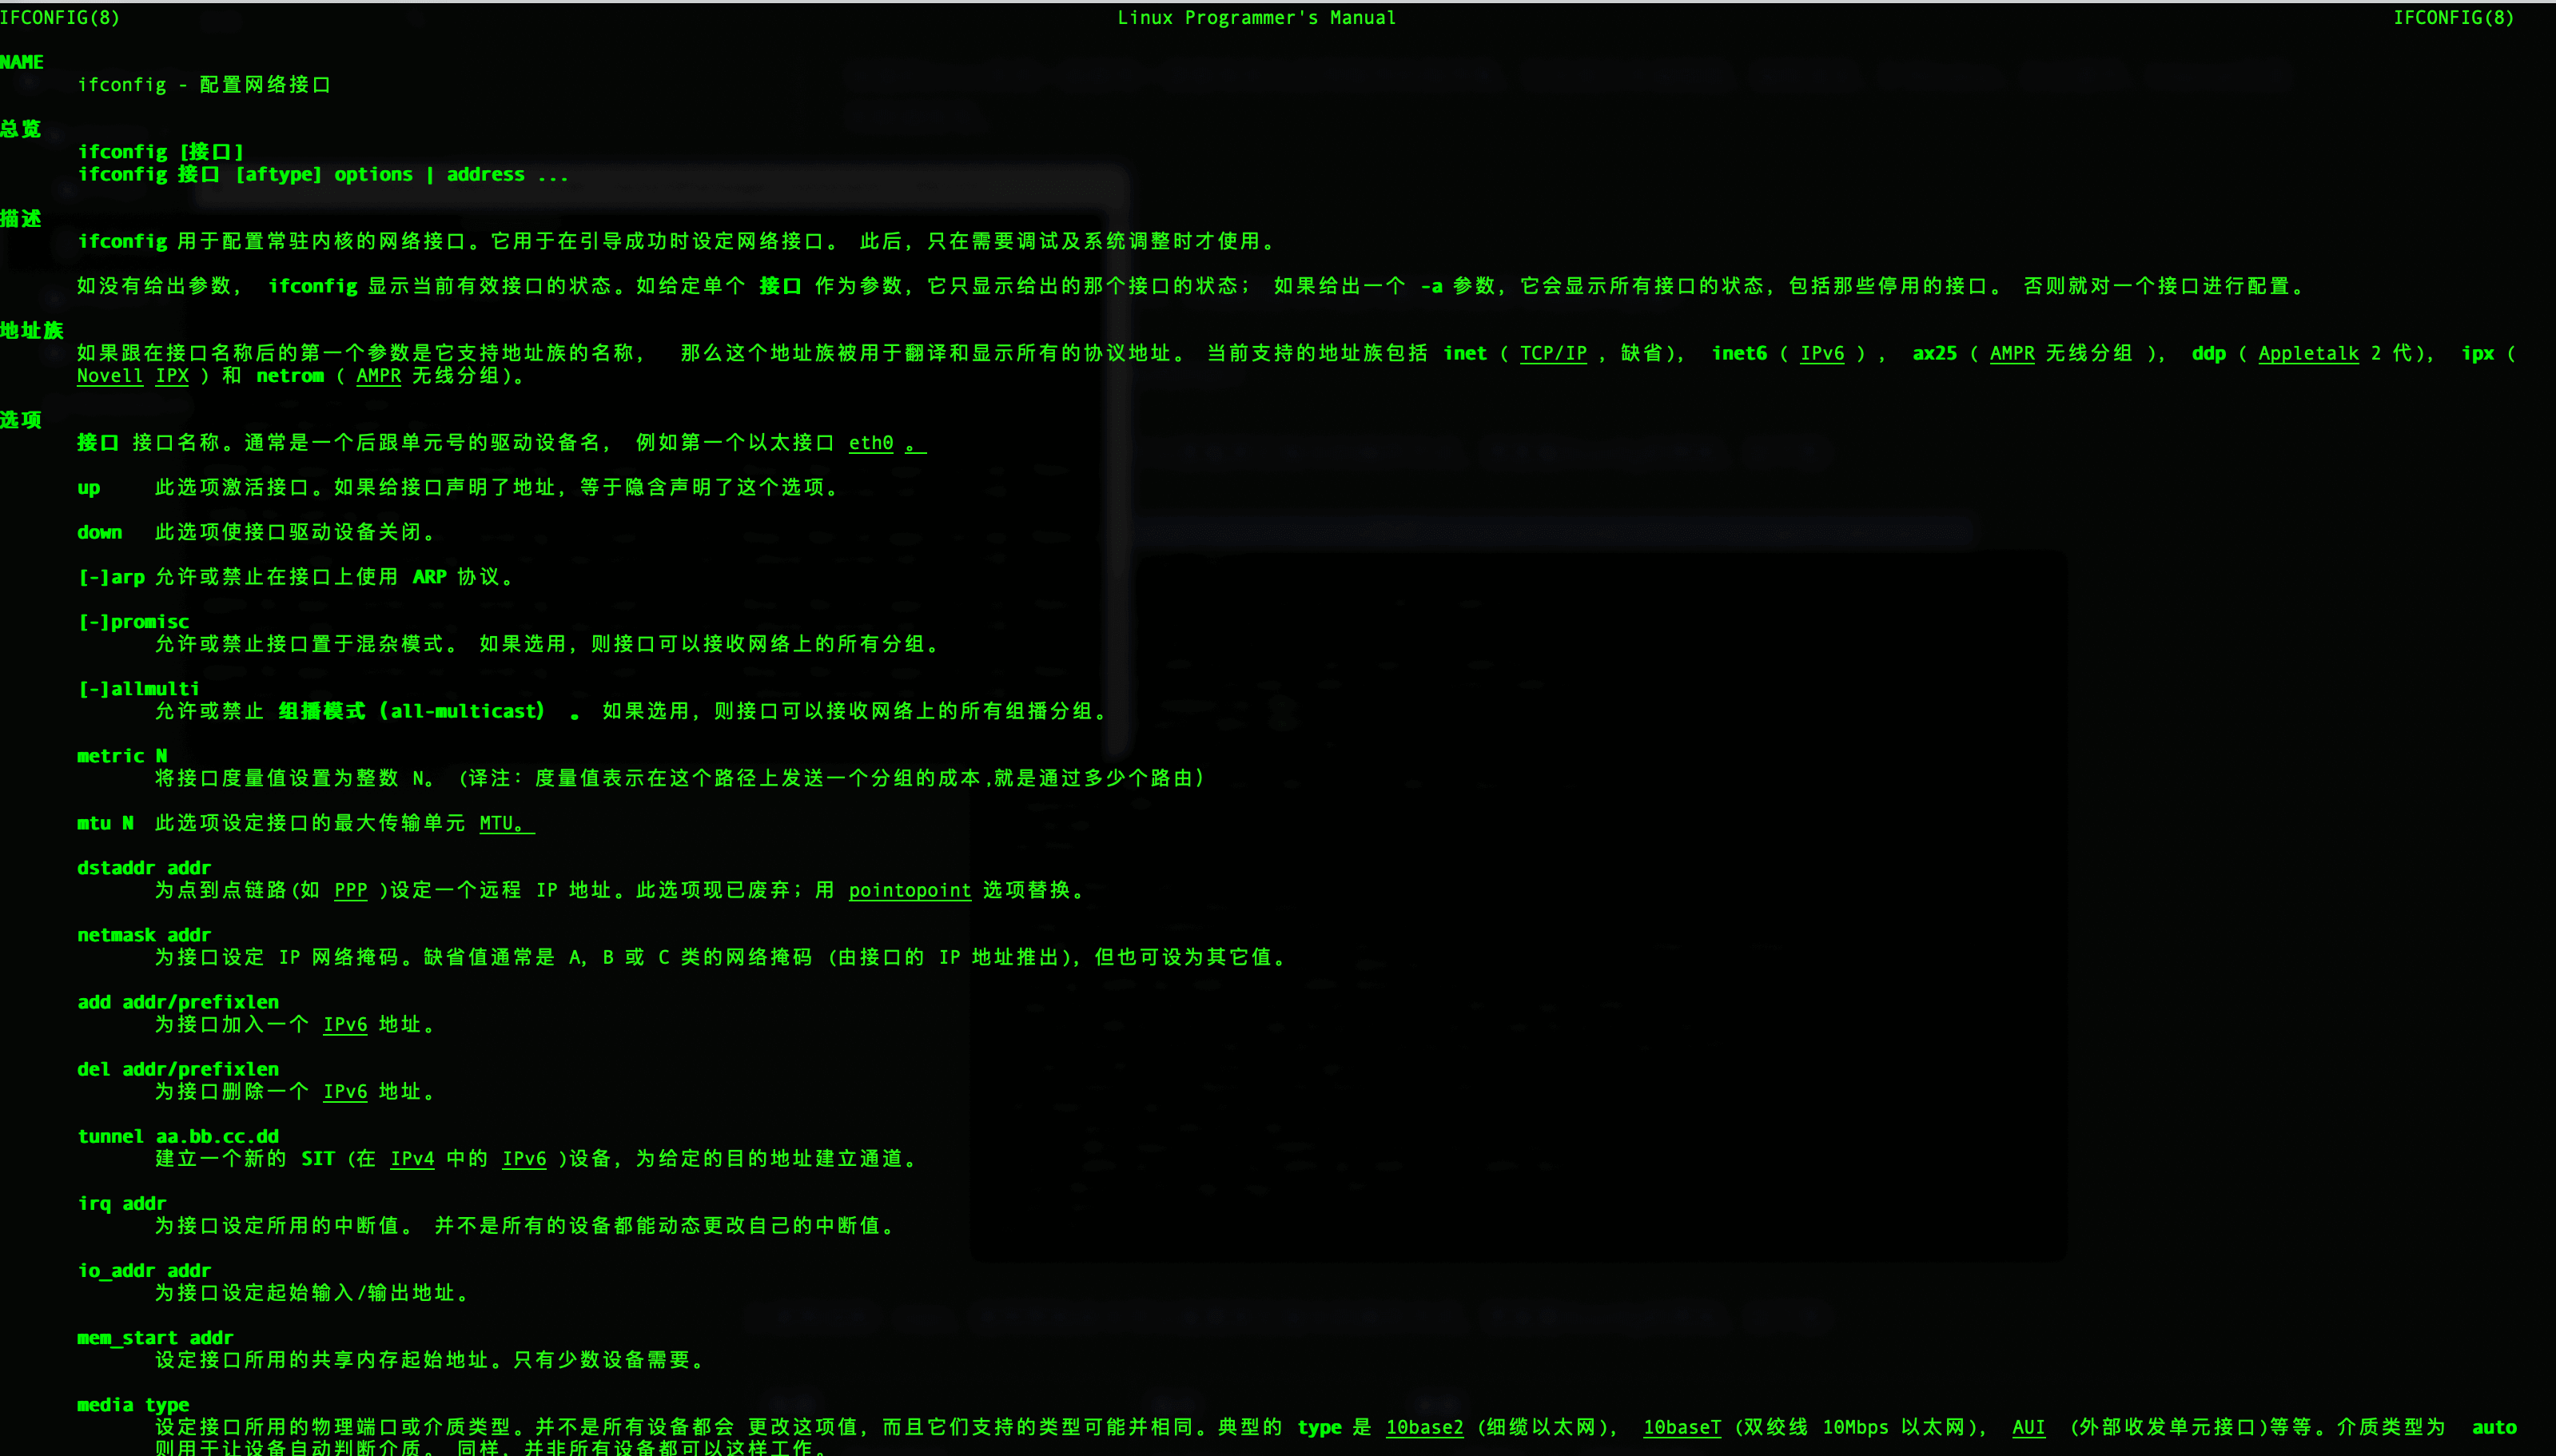 IFCONFIG(8) Linux Programmer's Manual IFCONFIG(8)
NAME
ifconfig - 配置网络接口
总览
ifconfig [接口]
ifconfig 接口 [aftype] options | address ...
描述
ifconfig 用于配置常驻内核的网络接口。它用于在引导成功时设定网络接口。 此后，只在需要调试及系统调整时才使用。
如没有给出参数， ifconfig 显示当前有效接口的状态。如给定单个 接口 作为参数，它只显示给出的那个接口的状态； 如果给出一个 -a 参数，它会显示所有接口的状态，包括那些停用的接口。 否则就对一个接口进行配置。
地址族
如果跟在接口名称后的第一个参数是它支持地址族的名称， 那么这个地址族被用于翻译和显示所有的协议地址。 当前支持的地址族包括 inet ( TCP/IP , 缺省)， inet6 ( IPv6 ) ， ax25 ( AMPR 无线分组 )， ddp ( Appletalk 2 代)， ipx (
Novell IPX ) 和 netrom ( AMPR 无线分组)。
选项
接口 接口名称。通常是一个后跟单元号的驱动设备名， 例如第一个以太接口 eth0 。
up 此选项激活接口。如果给接口声明了地址，等于隐含声明了这个选项。
down 此选项使接口驱动设备关闭。
[-]arp 允许或禁止在接口上使用 ARP 协议。
[-]promisc
允许或禁止接口置于混杂模式。 如果选用，则接口可以接收网络上的所有分组。
[-]allmulti
允许或禁止 组播模式（all-multicast） 。 如果选用，则接口可以接收网络上的所有组播分组。
metric N
将接口度量值设置为整数 N。 (译注：度量值表示在这个路径上发送一个分组的成本,就是通过多少个路由）
mtu N 此选项设定接口的最大传输单元 MTU。
dstaddr addr
为点到点链路(如 PPP )设定一个远程 IP 地址。此选项现已废弃；用 pointopoint 选项替换。
netmask addr
为接口设定 IP 网络掩码。缺省值通常是 A，B 或 C 类的网络掩码 (由接口的 IP 地址推出)，但也可设为其它值。
add addr/prefixlen
为接口加入一个 IPv6 地址。
del addr/prefixlen
为接口删除一个 IPv6 地址。
tunnel aa.bb.cc.dd
建立一个新的 SIT (在 IPv4 中的 IPv6 )设备，为给定的目的地址建立通道。
irq addr
为接口设定所用的中断值。 并不是所有的设备都能动态更改自己的中断值。
io_addr addr
为接口设定起始输入/输出地址。
mem_start addr
设定接口所用的共享内存起始地址。只有少数设备需要。
media type
设定接口所用的物理端口或介质类型。并不是所有设备都会 更改这项值，而且它们支持的类型可能并相同。典型的 type 是 10base2 (细缆以太网)， 10baseT (双绞线 10Mbps 以太网)， AUI (外部收发单元接口)等等。介质类型为 auto
则用于让设备自动判断介质。 同样，并非所有设备都可以这样工作。